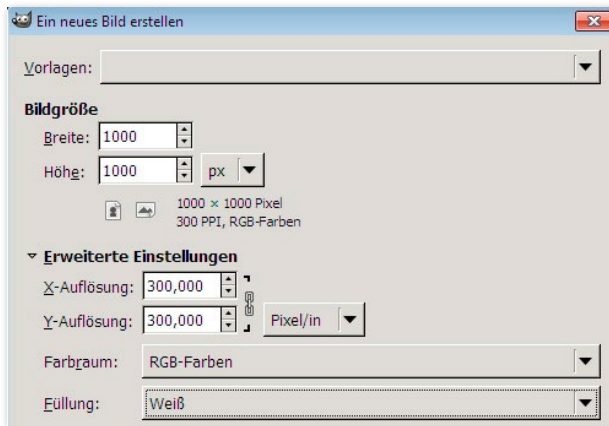 Ein neues Bild erstellen
Vorlagen:
Bildgröße
Breite: 1000
Höhe: 1000 px
1000 × 1000 Pixel
300 PPI, RGB-Farben
Erweiterte Einstellungen
X-Auflösung: 300,000
Y-Auflösung: 300,000 Pixel/in
Farbraum: RGB-Farben
Füllung: Weiß